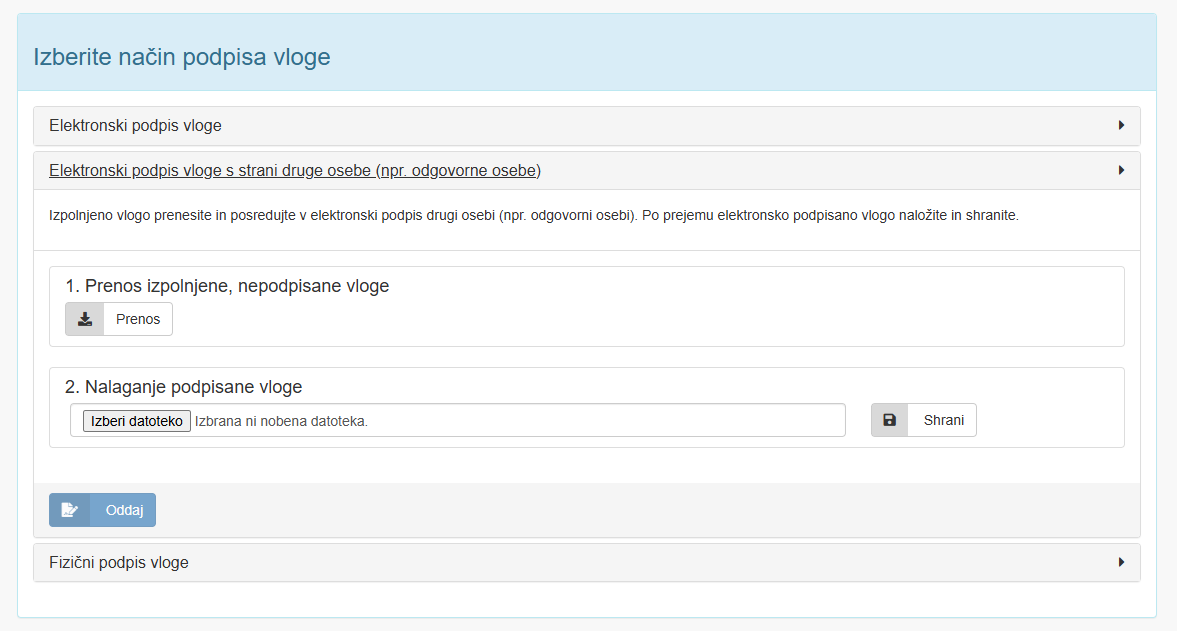 Izberite način podpisa vloge
Elektronski podpis vloge
Elektronski podpis vloge s strani druge osebe (npr. odgovorne osebe)
Izpolnjeno vlogo prenesite in posredujte v elektronski podpis drugi osebi (npr. odgovorni osebi). Po prejemu elektronsko podpisano vlogo naložite in shranite.
1. Prenos izpolnjene, nepodpisane vloge
Prenos
2. Nalaganje podpisane vloge
Izberi datoteko Izbrana ni nobena datoteka.
Shrani
Oddaj
Fizični podpis vloge